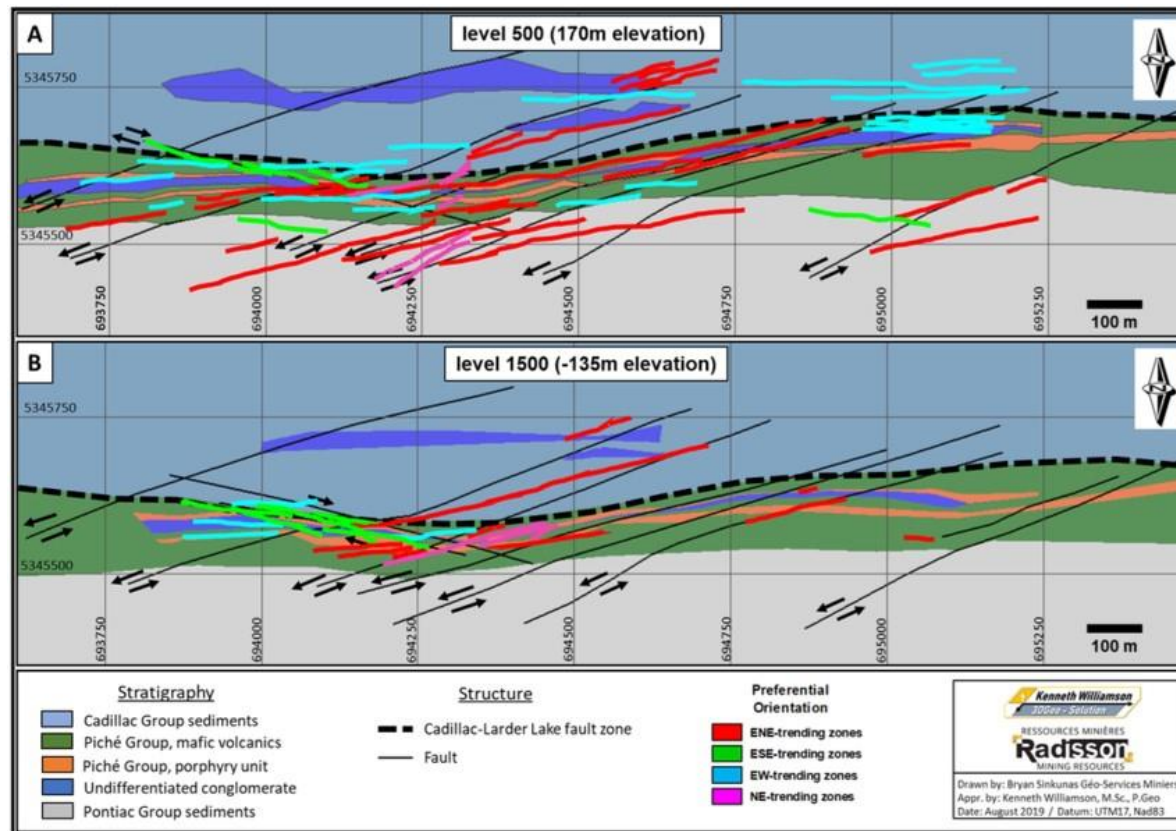 A
level 500 (170m elevation)
5345750
5345500
693750
694000
694250
694500
694750
695000
695250
100 m
B
level 1500 (-135m elevation)
5345750
5345500
693750
694000
694250
694500
694750
695000
695250
100 m
Stratigraphy
Cadillac Group sediments
Piché Group, mafic volcanics
Piché Group, porphyry unit
Undifferentiated conglomerate
Pontiac Group sediments
Structure
Cadillac-Larder Lake fault zone
Fault
Preferential
Orientation
ENE-trending zones
ESE-trending zones
EW-trending zones
NE-trending zones
Kenneth Williamson
3DGeo - Solution
RESSOURCES MINIÈRES
Radisson
MINING RESOURCES
Drawn by: Bryan Sinkunas Géo-Services Miniers
Appr. by: Kenneth Williamson, M.Sc., P.Geo
Date: August 2019 / Datum: UTM17, Nad83